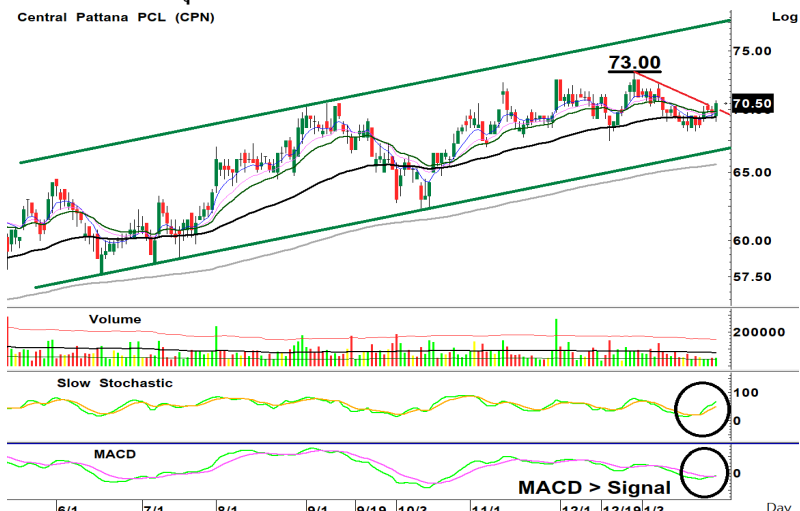 Central Pattana PCL (CPN)
Log
75.00
73.00
70.50
65.00
60.00
57.50
Volume
200000
Slow Stochastic
100
0
MACD
0
MACD > Signal
6/1 7/1 8/1 9/1 9/19 10/3 11/1 12/1 12/19 1/3 Day